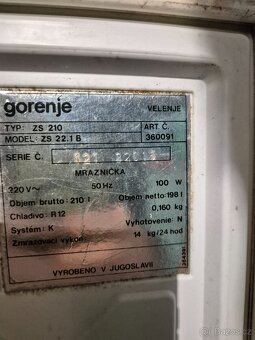 gorenje VELENJE
TYP: ZS 210 ART Č.
MODEL: ZS 22.1 B 360091
SERIE Č.
MRAZNIČKA
220 V~ 50 Hz 100 W
Objem brutto: 210 l Objem netto: 198 l
Chladivo: R 12 0,160 kg
Systém: K Vyhotovenie: N
Zmrazovací výkon: 14 kg/24 hod
VYROBENO V JUGOSLAVII